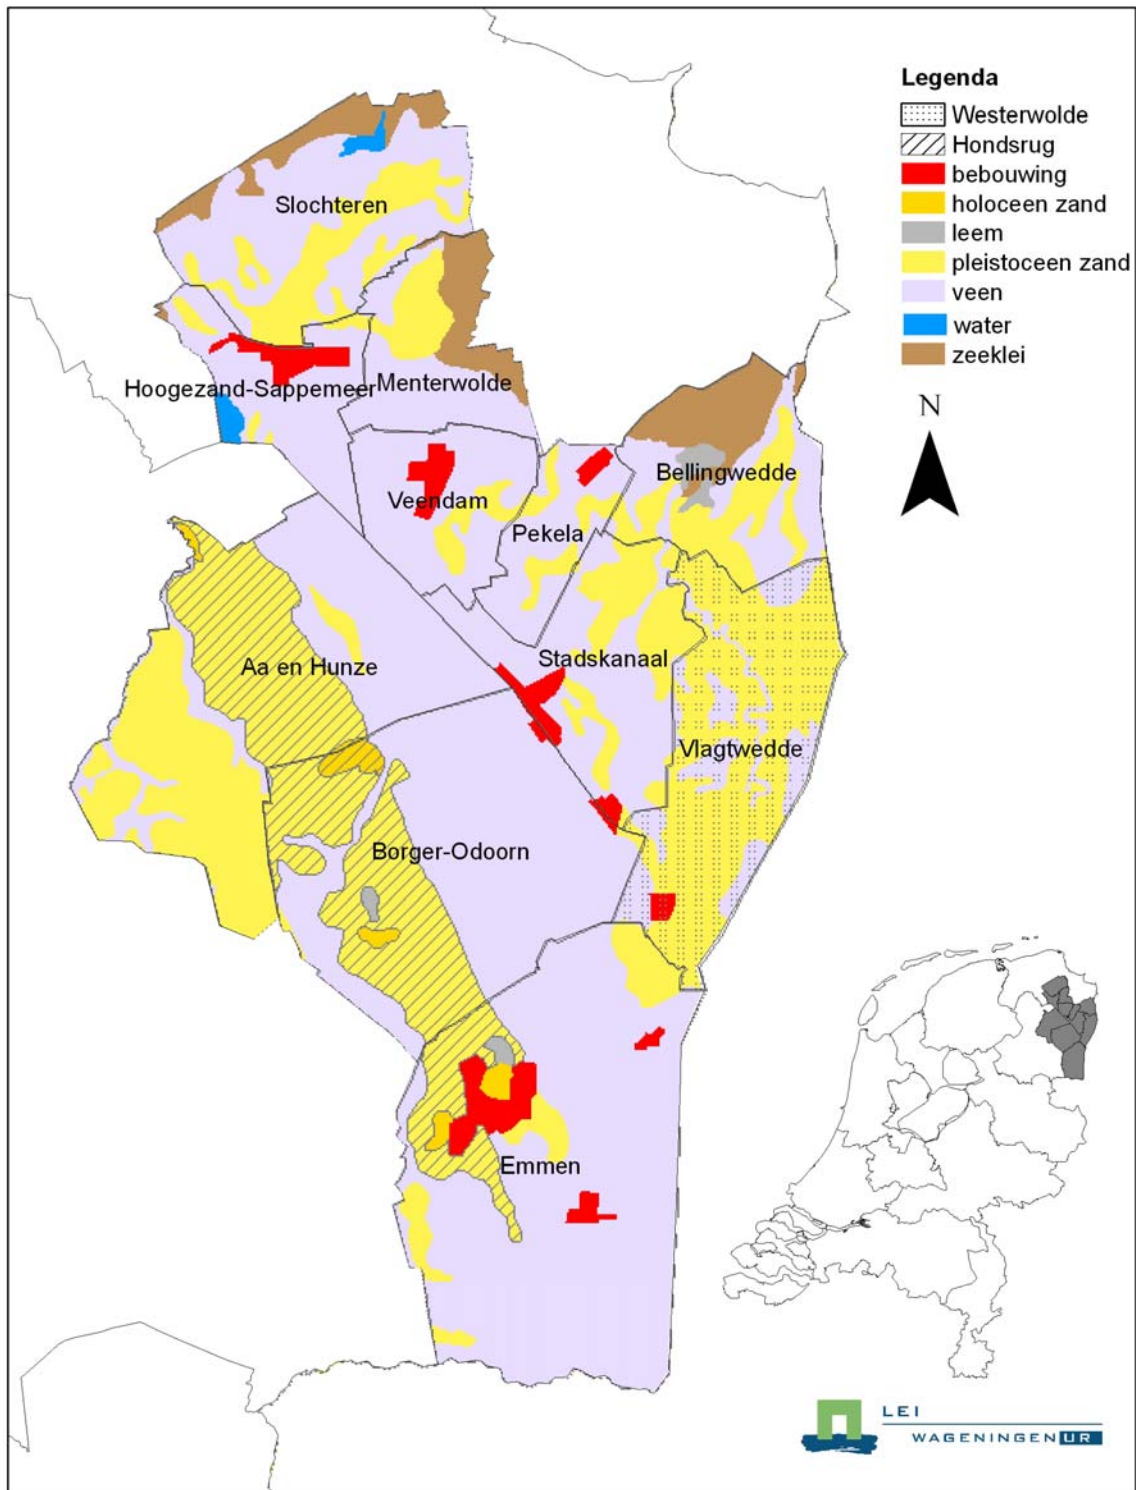 Legenda
Westerwolde
Hondsrug
bebouwing
holoceen zand
leem
pleistoceen zand
veen
water
zeeklei
N
Slochteren
Hoogezand-Sappemeer
Menterwolde
Veendam
Bellingwedde
Pekela
Stadskanaal
Aa en Hunze
Vlagtwedde
Borger-Odoorn
Emmen
LEI
WAGENINGEN UR